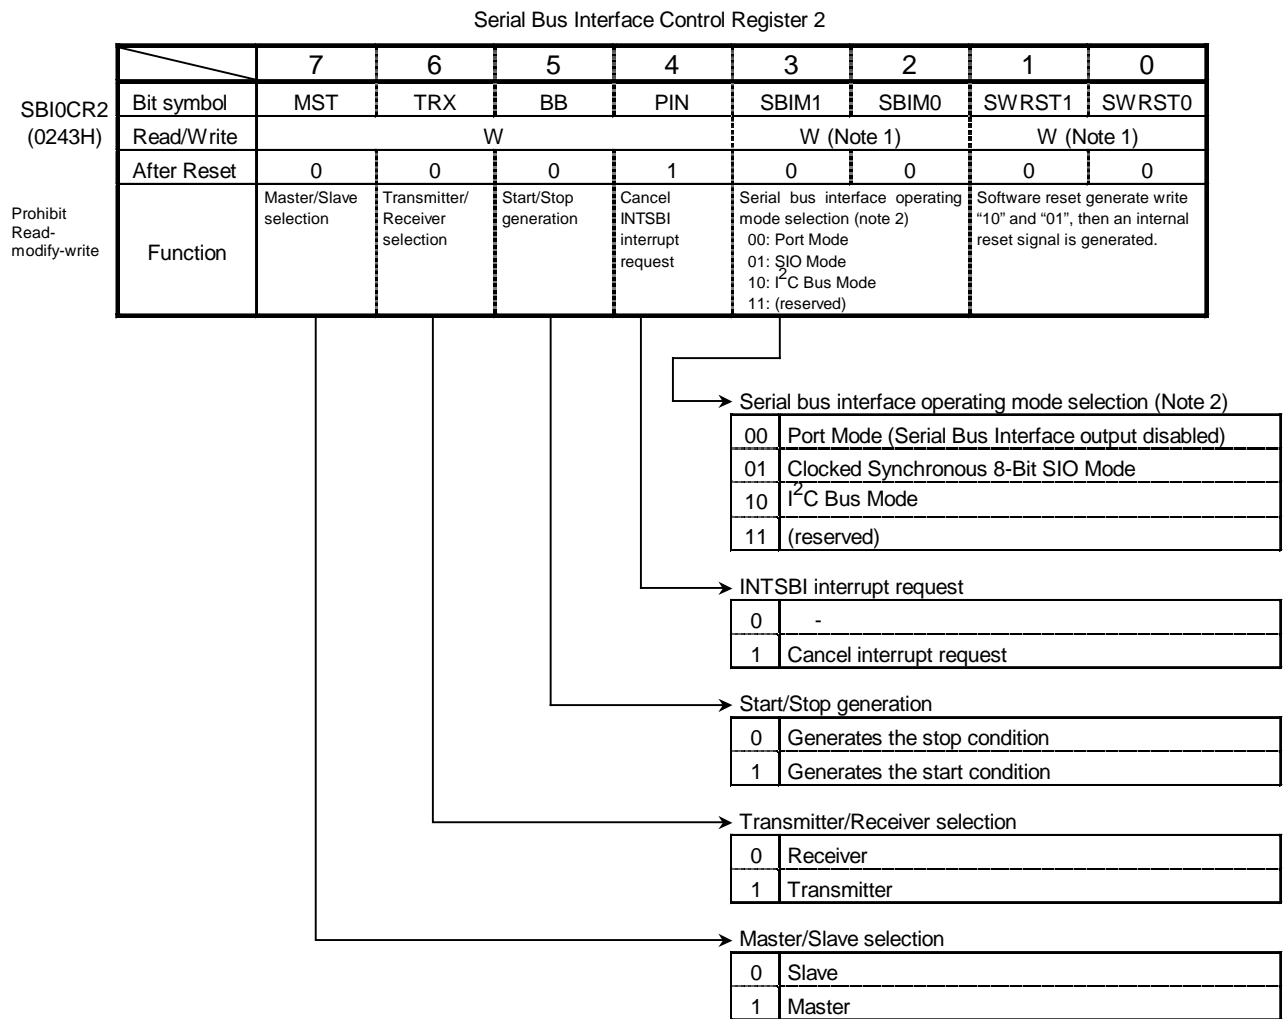 Serial Bus Interface Control Register 2
7 6 5 4 3 2 1 0
SBI0CR2
(0243H)
Bit symbol MST TRX BB PIN SBIM1 SBIM0 SWRST1 SWRST0
Read/Write W W (Note 1) W (Note 1)
After Reset 0 0 0 1 0 0 0 0
Prohibit
Read-
modify-write
Function
Master/Slave
selection
Transmitter/
Receiver
selection
Start/Stop
generation
Cancel
INTSBI
interrupt
request
Serial bus interface operating
mode selection (note 2)
00: Port Mode
01: SIO Mode
10: I2C Bus Mode
11: (reserved)
Software reset generate write
“10” and “01”, then an internal
reset signal is generated.
Serial bus interface operating mode selection (Note 2)
00 Port Mode (Serial Bus Interface output disabled)
01 Clocked Synchronous 8-Bit SIO Mode
10 I2C Bus Mode
11 (reserved)
INTSBI interrupt request
0 -
1 Cancel interrupt request
Start/Stop generation
0 Generates the stop condition
1 Generates the start condition
Transmitter/Receiver selection
0 Receiver
1 Transmitter
Master/Slave selection
0 Slave
1 Master